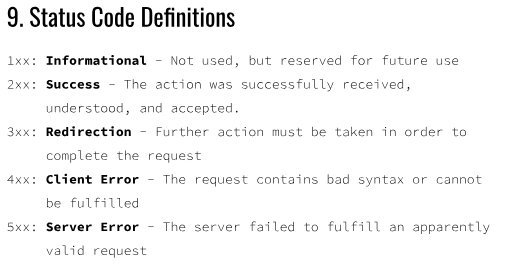 9. Status Code Definitions
1xx: Informational - Not used, but reserved for future use
2xx: Success - The action was successfully received,
understood, and accepted.
3xx: Redirection - Further action must be taken in order to
complete the request
4xx: Client Error - The request contains bad syntax or cannot
be fulfilled
5xx: Server Error - The server failed to fulfill an apparently
valid request